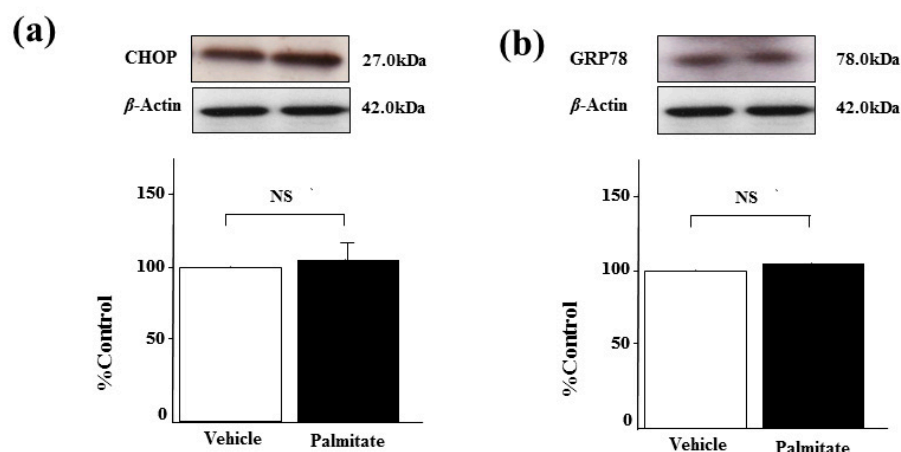 (a)
CHOP
27.0kDa
β-Actin
42.0kDa
150
NS
100
50
0
%Control
Vehicle
Palmitate
(b)
GRP78
78.0kDa
β-Actin
42.0kDa
150
NS
100
50
0
%Control
Vehicle
Palmitate